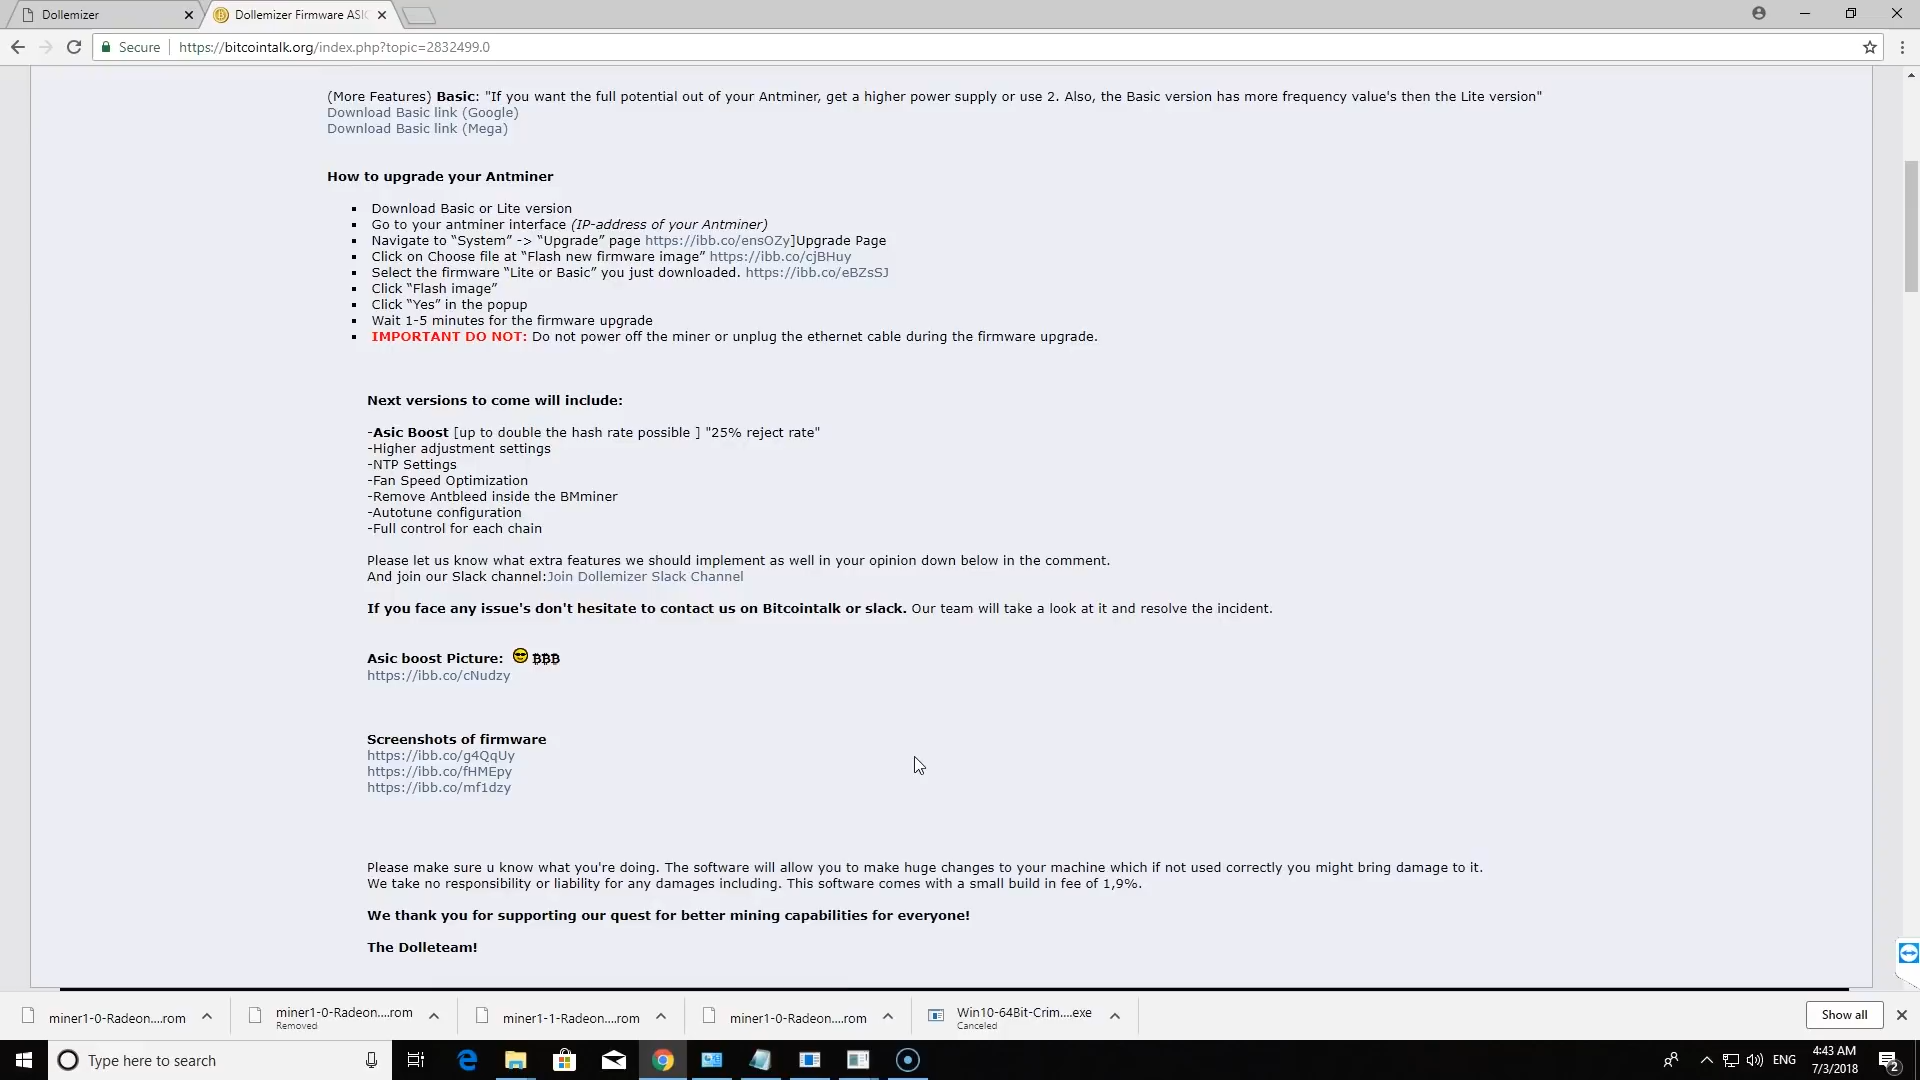 Dollemizer
Dollemizer Firmware ASIC
Secure
https://bitcointalk.org/index.php?topic=2832499.0
(More Features) Basic: "If you want the full potential out of your Antminer, get a higher power supply or use 2. Also, the Basic version has more frequency value's then the Lite version"
Download Basic link (Google)
Download Basic link (Mega)
How to upgrade your Antminer
Download Basic or Lite version
Go to your antminer interface (IP-address of your Antminer)
Navigate to “System” -> “Upgrade” page https://ibb.co/ensOZy]Upgrade Page
Click on Choose file at “Flash new firmware image” https://ibb.co/cjBHuy
Select the firmware “Lite or Basic” you just downloaded. https://ibb.co/eBZsSJ
Click “Flash image”
Click “Yes” in the popup
Wait 1-5 minutes for the firmware upgrade
IMPORTANT DO NOT: Do not power off the miner or unplug the ethernet cable during the firmware upgrade.
Next versions to come will include:
-Asic Boost [up to double the hash rate possible ] "25% reject rate"
-Higher adjustment settings
-NTP Settings
-Fan Speed Optimization
-Remove Antbleed inside the BMminer
-Autotune configuration
-Full control for each chain
Please let us know what extra features we should implement as well in your opinion down below in the comment.
And join our Slack channel:Join Dollemizer Slack Channel
If you face any issue's don't hesitate to contact us on Bitcointalk or slack. Our team will take a look at it and resolve the incident.
Asic boost Picture: ₿₿₿
https://ibb.co/cNudzy
Screenshots of firmware
https://ibb.co/g4QqUy
https://ibb.co/fHMEpy
https://ibb.co/mf1dzy
Please make sure u know what you're doing. The software will allow you to make huge changes to your machine which if not used correctly you might bring damage to it.
We take no responsibility or liability for any damages including. This software comes with a small build in fee of 1,9%.
We thank you for supporting our quest for better mining capabilities for everyone!
The Dolleteam!
miner1-0-Radeon....rom
miner1-0-Radeon....rom
Removed
miner1-1-Radeon....rom
miner1-0-Radeon....rom
Win10-64Bit-Crim....exe
Canceled
Show all
Type here to search
ENG
4:43 AM
7/3/2018
2